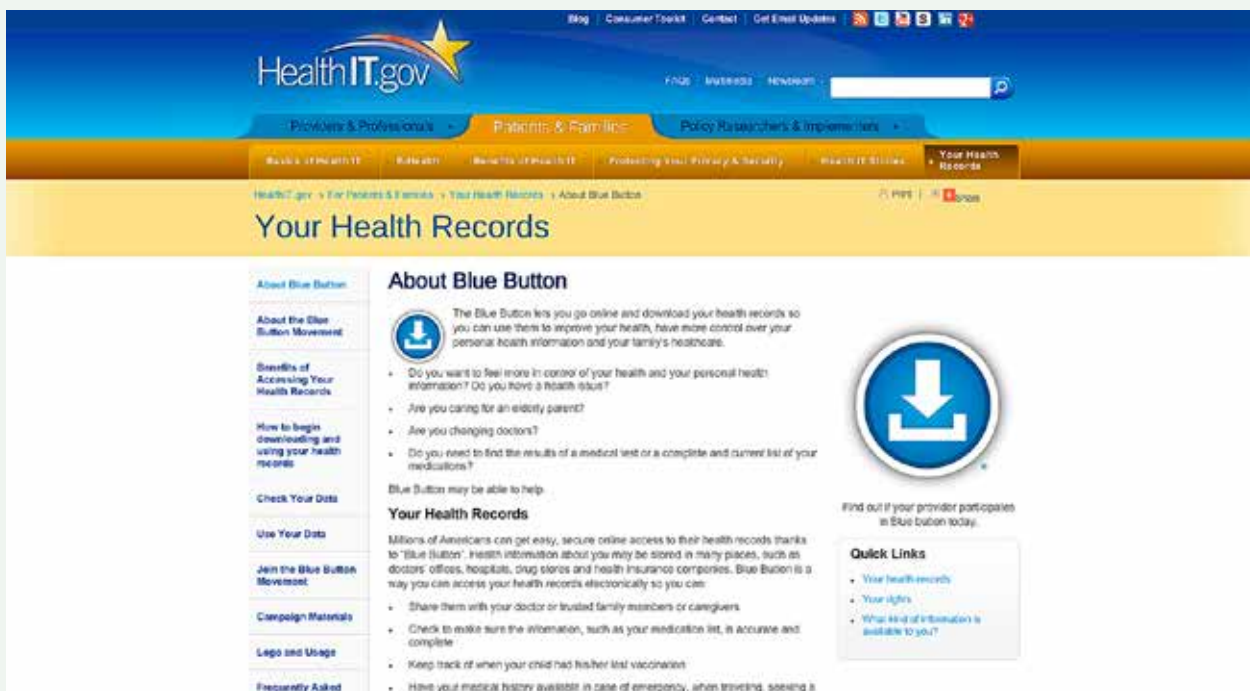 Blog | Consumer Toolkit | Contact | Get Email Updates
HealthIT.gov
FAQs Multimedia Newsroom
Providers & Professionals
Patients & Families
Policy Researchers & Implementers
Basics of Health IT
Benefits of Health IT
Protecting Your Privacy & Security
Health IT Stories
Your Health
Records
HealthIT.gov > For Patients & Families > Your Health Records > About Blue Button
Print | Share
Your Health Records
About Blue Button
About the Blue
Button Movement
Benefits of
Accessing Your
Health Records
How to begin
downloading and
using your health
records
Check Your Data
Use Your Data
Join the Blue Button
Movement
Campaign Materials
Logo and Usage
Frequently Asked
About Blue Button
The Blue Button lets you go online and download your health records so
you can use them to improve your health, have more control over your
personal health information and your family's healthcare.
• Do you want to feel more in control of your health and your personal health
information? Do you have a health issue?
• Are you caring for an elderly parent?
• Are you changing doctors?
• Do you need to find the results of a medical test or a complete and current list of your
medications?
Blue Button may be able to help.
Your Health Records
Millions of Americans can get easy, secure online access to their health records thanks
to "Blue Button". Health information about you may be stored in many places, such as
doctors' offices, hospitals, drug stores and health insurance companies. Blue Button is a
way you can access your health records electronically so you can:
• Share them with your doctor or trusted family members or caregivers
• Check to make sure the information, such as your medication list, is accurate and
complete
• Keep track of when your child had his/her last vaccination
• Have your medical history available in case of emergency, when traveling, seeking a
Find out if your provider participates
in Blue button today.
Quick Links
• Your health records
• Your rights
• What kind of information is
available to you?